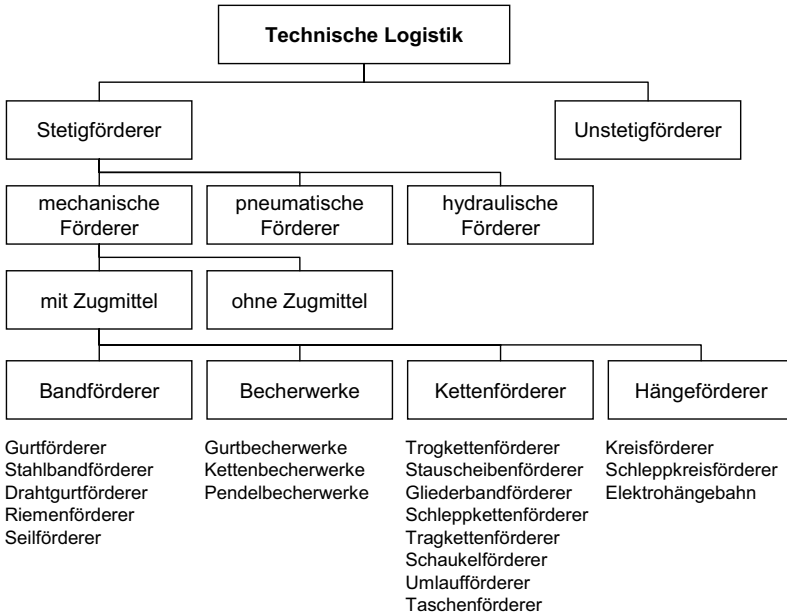 Technische Logistik
Stetigförderer
Unstetigförderer
mechanische
Förderer
pneumatische
Förderer
hydraulische
Förderer
mit Zugmittel
ohne Zugmittel
Bandförderer
Becherwerke
Kettenförderer
Hängeförderer
Gurtförderer
Stahlbandförderer
Drahtgurtförderer
Riemenförderer
Seilförderer
Gurtbecherwerke
Kettenbecherwerke
Pendelbecherwerke
Trogkettenförderer
Stauscheibenförderer
Gliederbandförderer
Schleppkettenförderer
Tragkettenförderer
Schaukelförderer
Umlaufförderer
Taschenförderer
Kreisförderer
Schleppkreisförderer
Elektrohängebahn